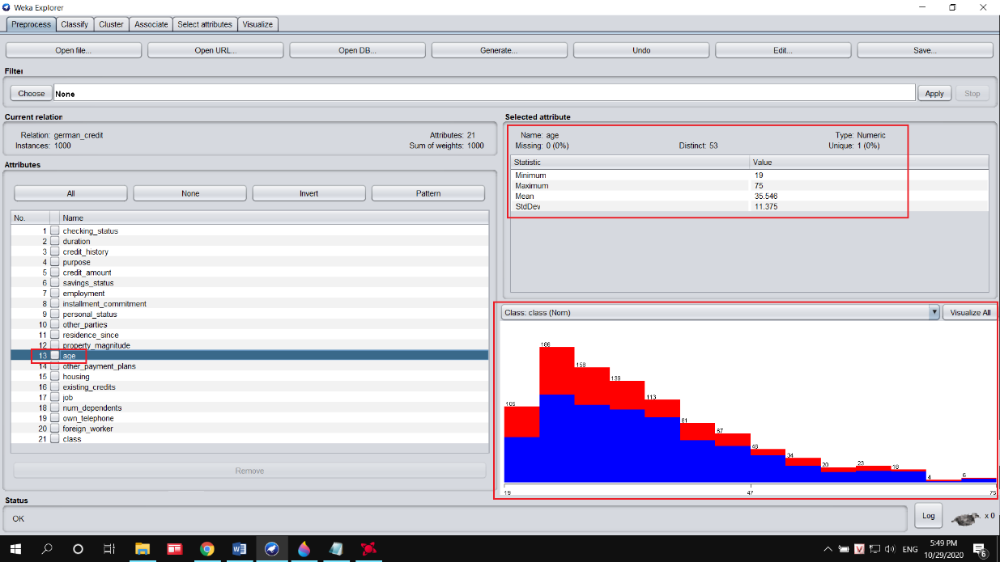 Weka Explorer
Preprocess Classify Cluster Associate Select attributes Visualize
Open file... Open URL... Open DB... Generate... Undo Edit... Save...
Filter
Choose None Apply Stop
Current relation
Relation: german_credit Attributes: 21
Instances: 1000 Sum of weights: 1000
Attributes
All None Invert Pattern
No. Name
1 checking_status
2 duration
3 credit_history
4 purpose
5 credit_amount
6 savings_status
7 employment
8 installment_commitment
9 personal_status
10 other_parties
11 residence_since
12 property_magnitude
13 age
14 other_payment_plans
15 housing
16 existing_credits
17 job
18 num_dependents
19 own_telephone
20 foreign_worker
21 class
Remove
Selected attribute
Name: age Type: Numeric
Missing: 0 (0%) Distinct: 53 Unique: 1 (0%)
Statistic Value
Minimum 19
Maximum 75
Mean 35.546
StdDev 11.375
Class: class (Nom) Visualize All
105 186 158 139 113 81 67 46 34 20 23 18 4 6
19 47 75
Status
OK
Log x 0
ENG
5:49 PM
10/29/2020
6